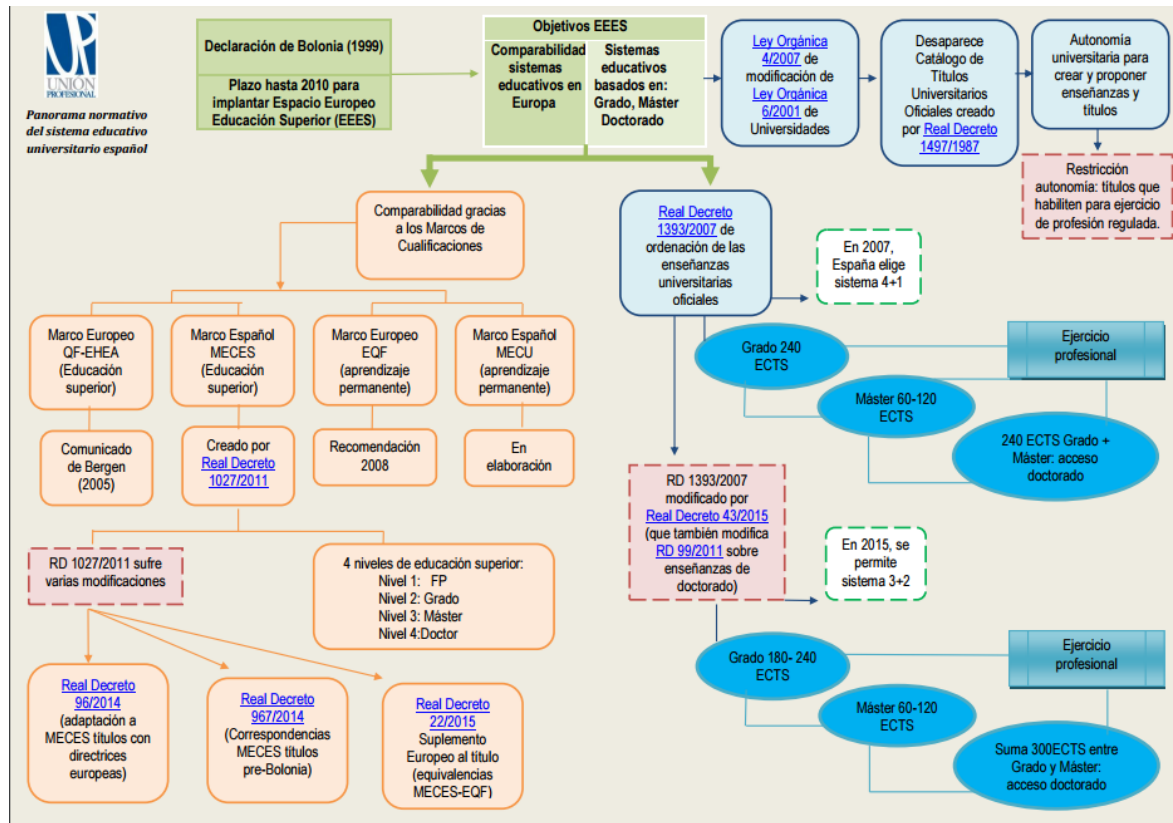 UP
UNIÓN
PROFESIONAL
Panorama normativo
del sistema educativo
universitario español
Declaración de Bolonia (1999)
Plazo hasta 2010 para
implantar Espacio Europeo
Educación Superior (EEES)
Objetivos EEES
Comparabilidad
sistemas
educativos en
Europa
Sistemas
educativos
basados en:
Grado, Máster
Doctorado
Ley Orgánica
4/2007 de
modificación de
Ley Orgánica
6/2001 de
Universidades
Desaparece
Catálogo de
Títulos
Universitarios
Oficiales creado
por Real Decreto
1497/1987
Autonomía
universitaria para
crear y proponer
enseñanzas y
títulos
Restricción
autonomía: títulos que
habiliten para ejercicio
de profesión regulada.
Comparabilidad gracias
a los Marcos de
Cualificaciones
Marco Europeo
QF-EHEA
(Educación
superior)
Marco Español
MECES
(Educación
superior)
Marco Europeo
EQF
(aprendizaje
permanente)
Marco Español
MECU
(aprendizaje
permanente)
Comunicado
de Bergen
(2005)
Creado por
Real Decreto
1027/2011
Recomendación
2008
En
elaboración
RD 1027/2011 sufre
varias modificaciones
4 niveles de educación superior:
Nivel 1: FP
Nivel 2: Grado
Nivel 3: Máster
Nivel 4:Doctor
Real Decreto
96/2014
(adaptación a
MECES títulos con
directrices
europeas)
Real Decreto
967/2014
(Correspondencias
MECES títulos
pre-Bolonia)
Real Decreto
22/2015
Suplemento
Europeo al título
(equivalencias
MECES-EQF)
Real Decreto
1393/2007 de
ordenación de las
enseñanzas
universitarias
oficiales
En 2007,
España elige
sistema 4+1
Grado 240
ECTS
Máster 60-120
ECTS
Ejercicio
profesional
240 ECTS Grado +
Máster: acceso
doctorado
RD 1393/2007
modificado por
Real Decreto 43/2015
(que también modifica
RD 99/2011 sobre
enseñanzas de
doctorado)
En 2015, se
permite
sistema 3+2
Grado 180- 240
ECTS
Máster 60-120
ECTS
Ejercicio
profesional
Suma 300ECTS entre
Grado y Máster:
acceso doctorado